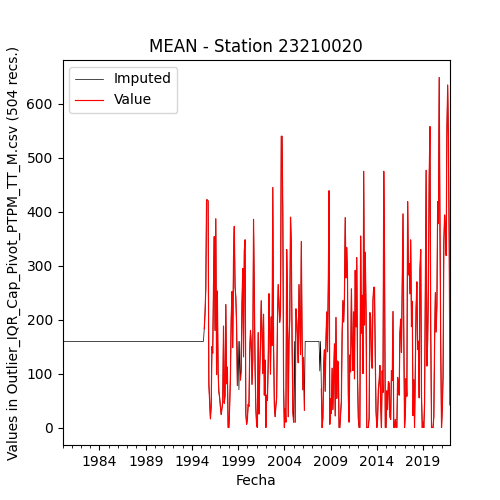 MEAN - Station 23210020
Imputed
Value
Values in Outlier_IQR_Cap_Pivot_PTPM_TT_M.csv (504 recs.)
600
500
400
300
200
100
0
1984 1989 1994 1999 2004 2009 2014 2019
Fecha